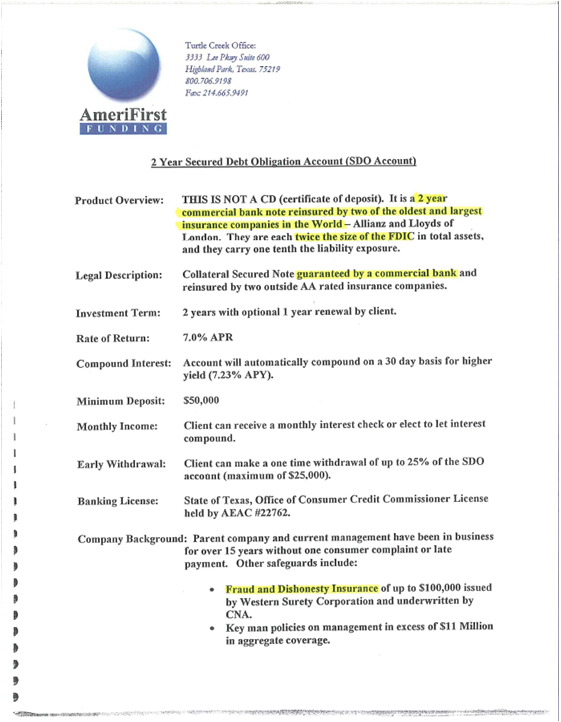 Turtle Creek Office:
3333 Lee Pkwy Suite 600
Highland Park, Texas. 75219
800.706.9198
Fax: 214.665.9491
AmeriFirst
FUNDING
2 Year Secured Debt Obligation Account (SDO Account)
Product Overview: THIS IS NOT A CD (certificate of deposit). It is a 2 year
commercial bank note reinsured by two of the oldest and largest
insurance companies in the World – Allianz and Lloyds of
London. They are each twice the size of the FDIC in total assets,
and they carry one tenth the liability exposure.
Legal Description: Collateral Secured Note guaranteed by a commercial bank and
reinsured by two outside AA rated insurance companies.
Investment Term: 2 years with optional 1 year renewal by client.
Rate of Return: 7.0% APR
Compound Interest: Account will automatically compound on a 30 day basis for higher
yield (7.23% APY).
Minimum Deposit: $50,000
Monthly Income: Client can receive a monthly interest check or elect to let interest
compound.
Early Withdrawal: Client can make a one time withdrawal of up to 25% of the SDO
account (maximum of $25,000).
Banking License: State of Texas, Office of Consumer Credit Commissioner License
held by AEAC #22762.
Company Background: Parent company and current management have been in business
for over 15 years without one consumer complaint or late
payment. Other safeguards include:
• Fraud and Dishonesty Insurance of up to $100,000 issued
by Western Surety Corporation and underwritten by
CNA.
• Key man policies on management in excess of $11 Million
in aggregate coverage.